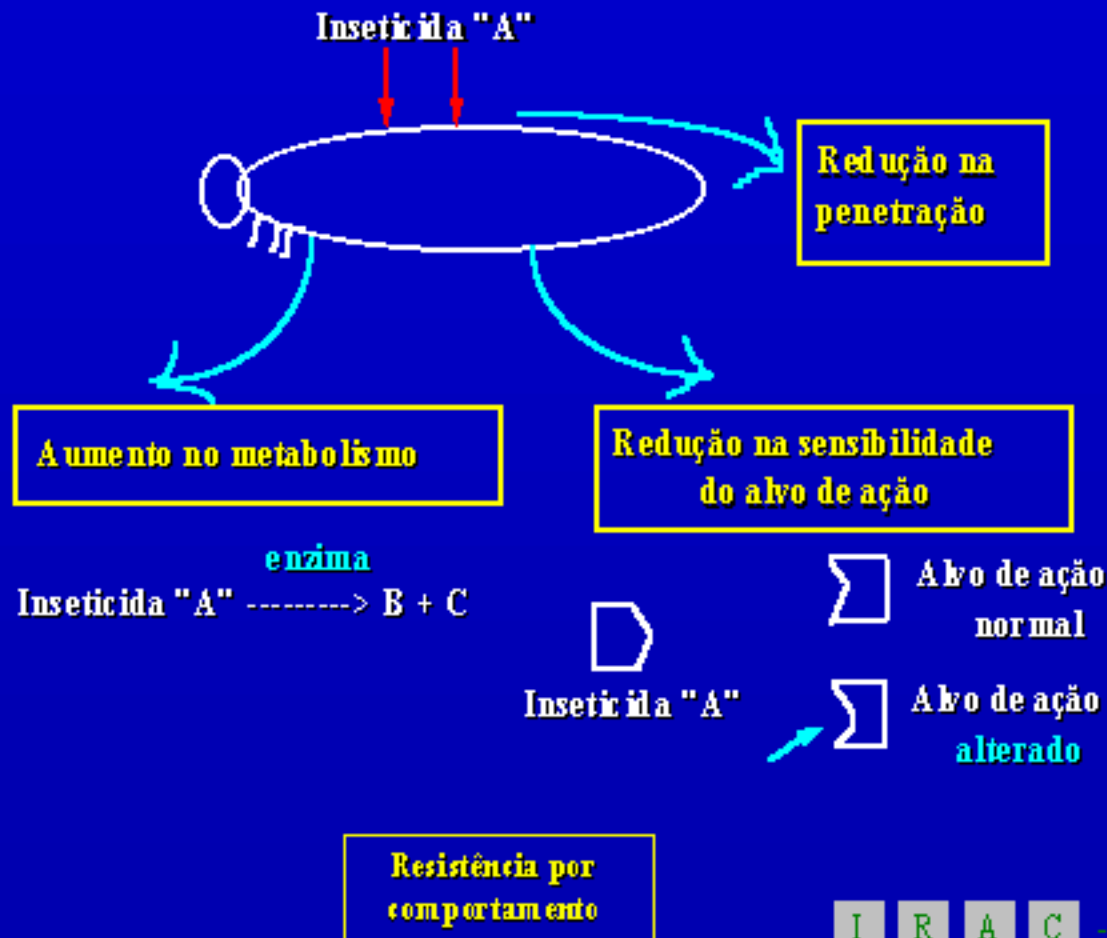 Inseticida "A"
Redução na
penetração
Aumento no metabolismo
Redução na sensibilidade
do alvo de ação
enzima
Inseticida "A" ---------> B + C
Alvo de ação
normal
Inseticida "A"
Alvo de ação
alterado
Resistência por
comportamento
I R A C -